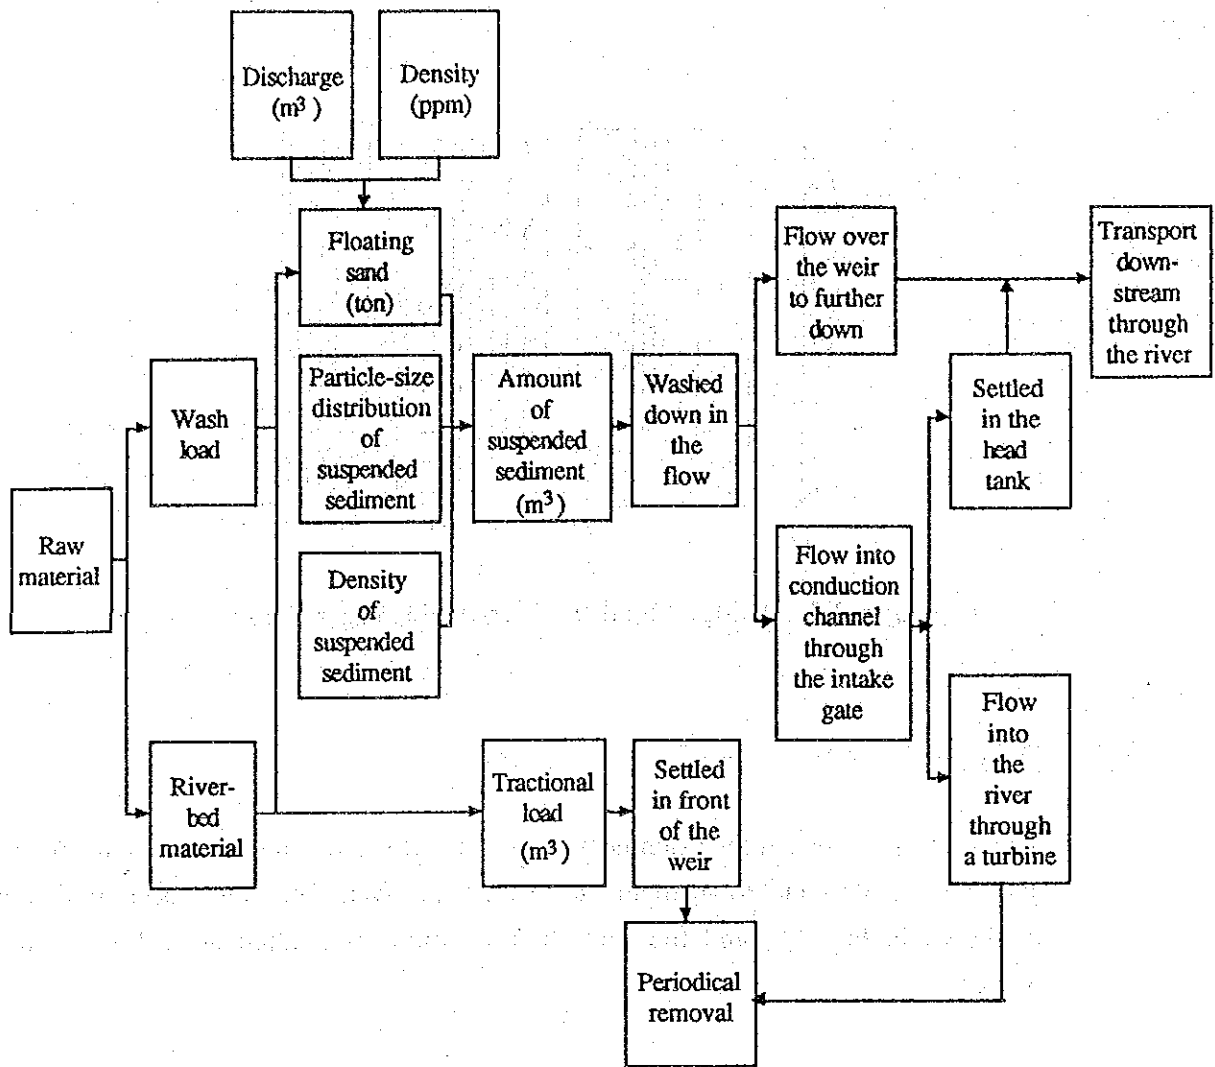 Discharge
(m³)
Density
(ppm)
Floating
sand
(ton)
Flow over
the weir
to further
down
Transport
down-
stream
through
the river
Wash
load
Particle-size
distribution
of
suspended
sediment
Amount
of
suspended
sediment
(m³)
Washed
down in
the
flow
Settled
in the
head
tank
Raw
material
Density
of
suspended
sediment
Flow into
conduction
channel
through
the intake
gate
River-
bed
material
Tractional
load
(m³)
Settled
in front
of the
weir
Flow
into
the
river
through
a turbine
Periodical
removal